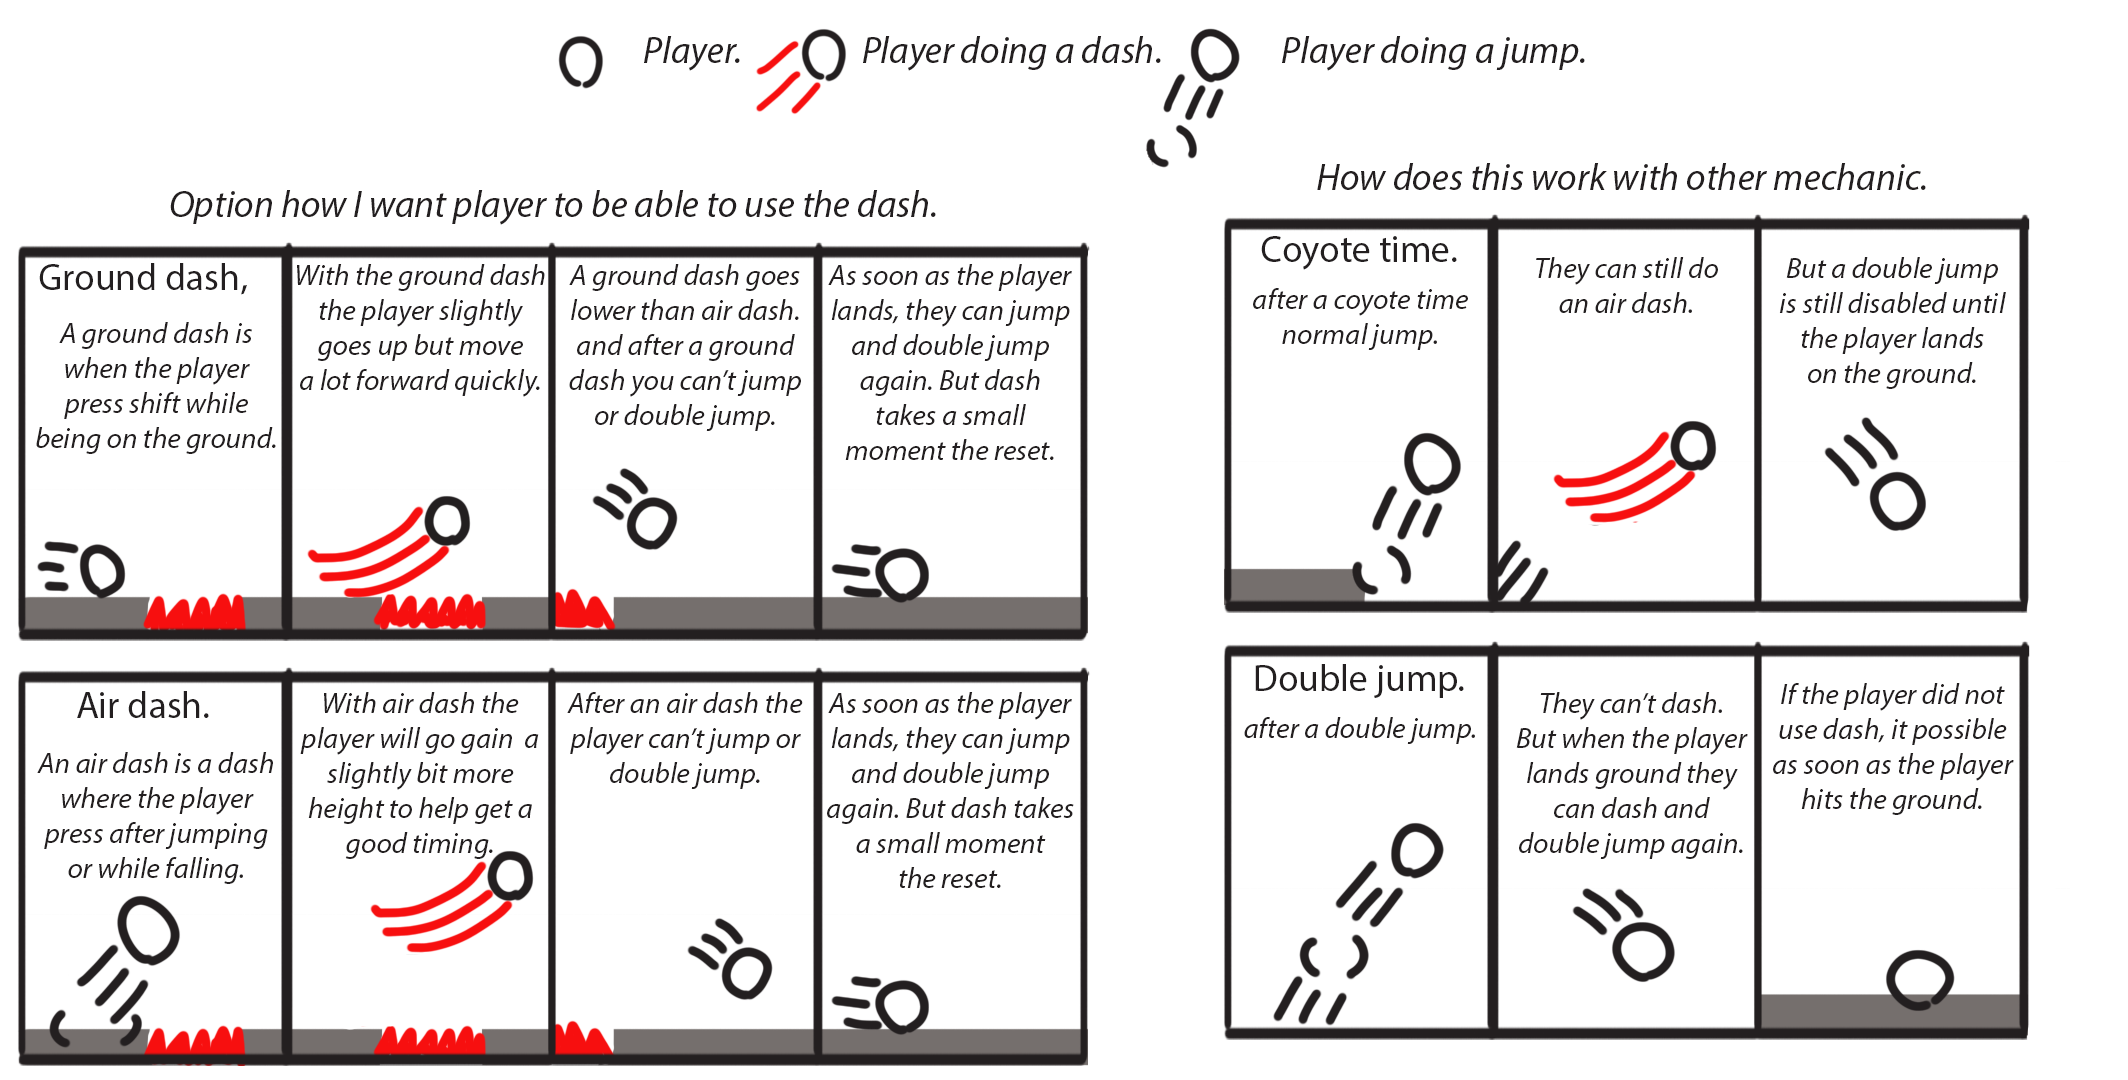 Player.
Player doing a dash.
Player doing a jump.
Option how I want player to be able to use the dash.
Ground dash,
A ground dash is
when the player
press shift while
being on the ground.
With the ground dash
the player slightly
goes up but move
a lot forward quickly.
A ground dash goes
lower than air dash.
and after a ground
dash you can't jump
or double jump.
As soon as the player
lands, they can jump
and double jump
again. But dash
takes a small
moment the reset.
Air dash.
An air dash is a dash
where the player
press after jumping
or while falling.
With air dash the
player will go gain a
slightly bit more
height to help get a
good timing.
After an air dash the
player can't jump or
double jump.
As soon as the player
lands, they can jump
and double jump
again. But dash takes
a small moment
the reset.
How does this work with other mechanic.
Coyote time.
after a coyote time
normal jump.
They can still do
an air dash.
But a double jump
is still disabled until
the player lands
on the ground.
Double jump.
after a double jump.
They can't dash.
But when the player
lands ground they
can dash and
double jump again.
If the player did not
use dash, it possible
as soon as the player
hits the ground.